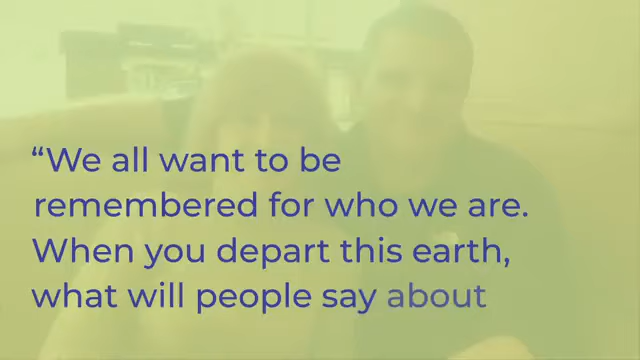 “We all want to be
remembered for who we are.
When you depart this earth,
what will people say about